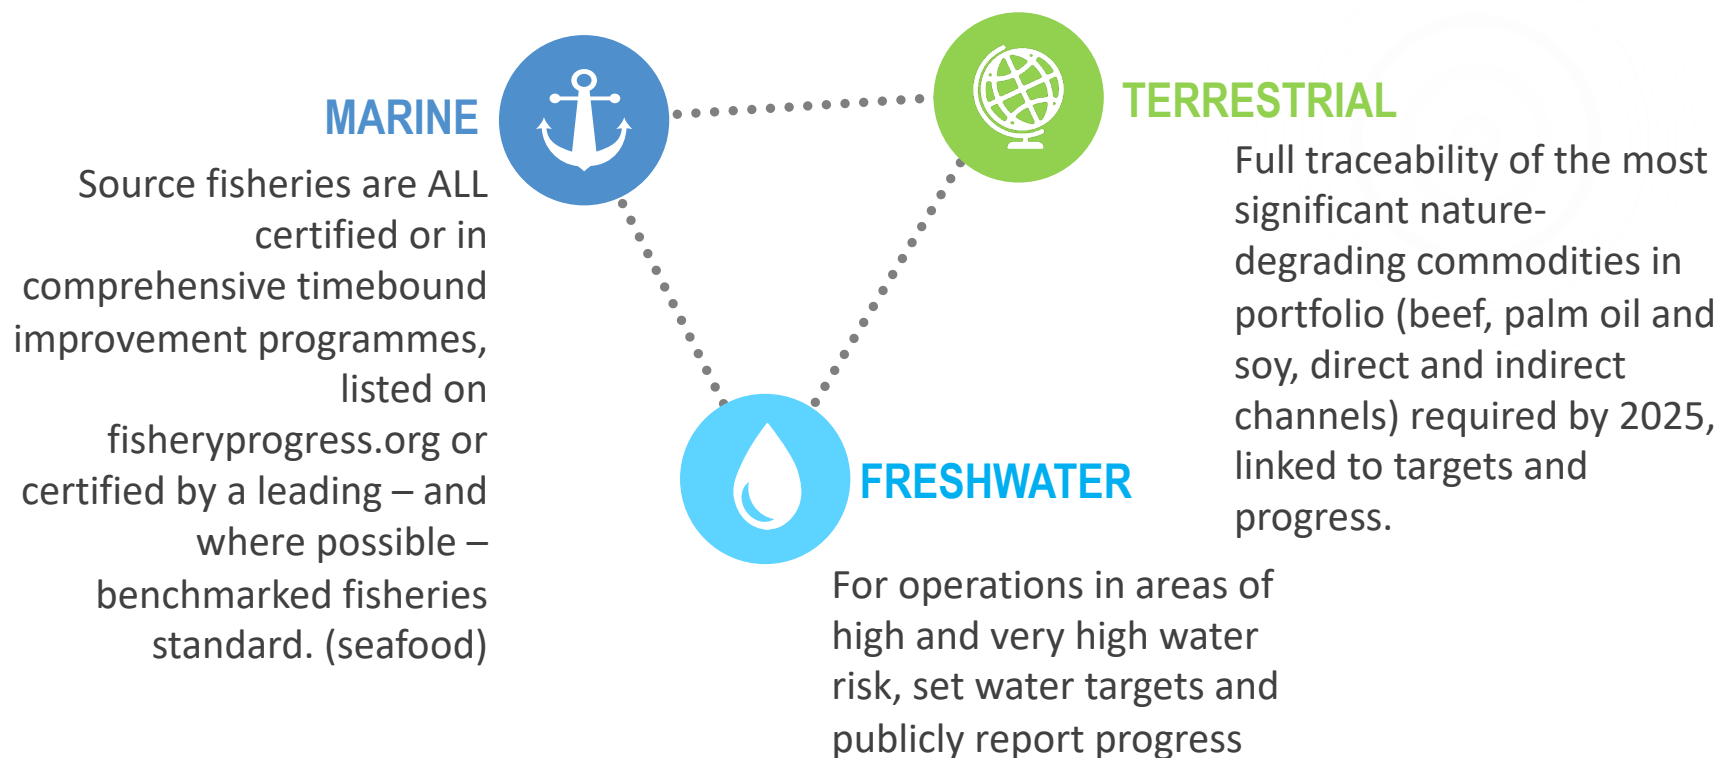 MARINE
Source fisheries are ALL
certified or in
comprehensive timebound
improvement programmes,
listed on
fisheryprogress.org or
certified by a leading – and
where possible –
benchmarked fisheries
standard. (seafood)
TERRESTRIAL
Full traceability of the most
significant nature-
degrading commodities in
portfolio (beef, palm oil and
soy, direct and indirect
channels) required by 2025,
linked to targets and
progress.
FRESHWATER
For operations in areas of
high and very high water
risk, set water targets and
publicly report progress